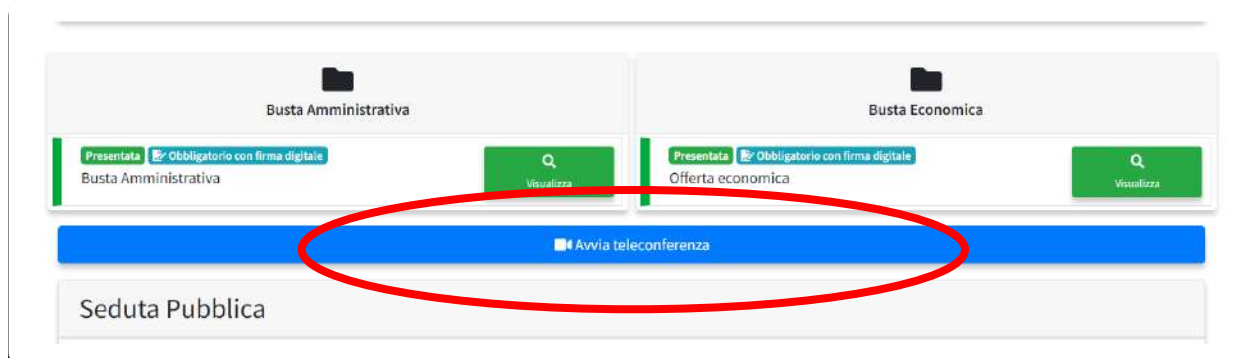 Busta Amministrativa
Busta Economica
Presentata Obbligatorio con firma digitale
Busta Amministrativa
Visualizza
Presentata Obbligatorio con firma digitale
Offerta economica
Visualizza
Avvia teleconferenza
Seduta Pubblica